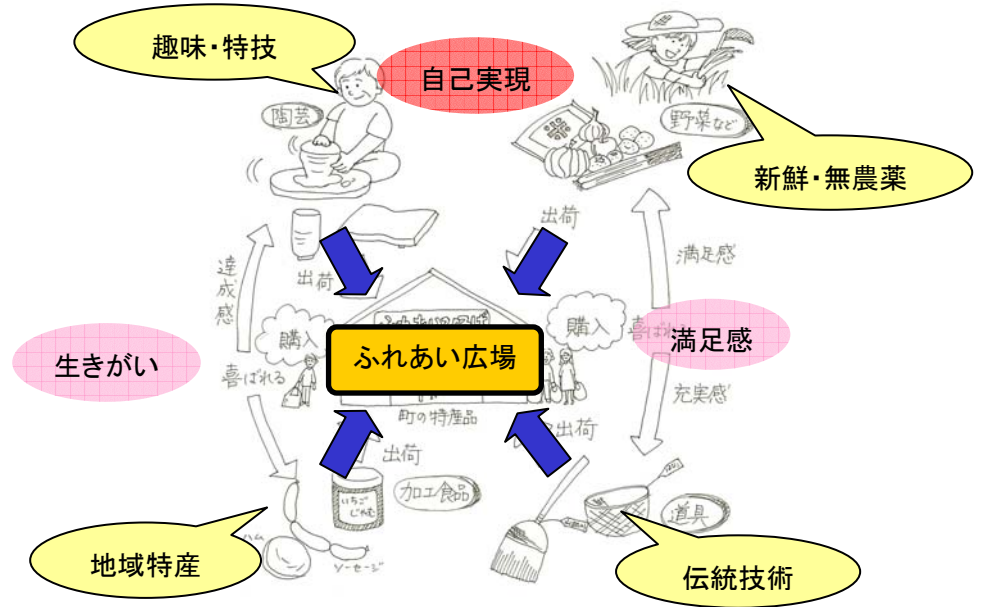 趣味・特技
自己実現
陶芸
野菜など
新鮮・無農薬
出荷
出荷
達成感
満足感
購入
購入
ふれあい広場
生きがい
満足感
喜ばれる
充実感
町の特産品
出荷
出荷
いちご
じゃむ
加工食品
道具
ハム
ソーセージ
地域特産
伝統技術